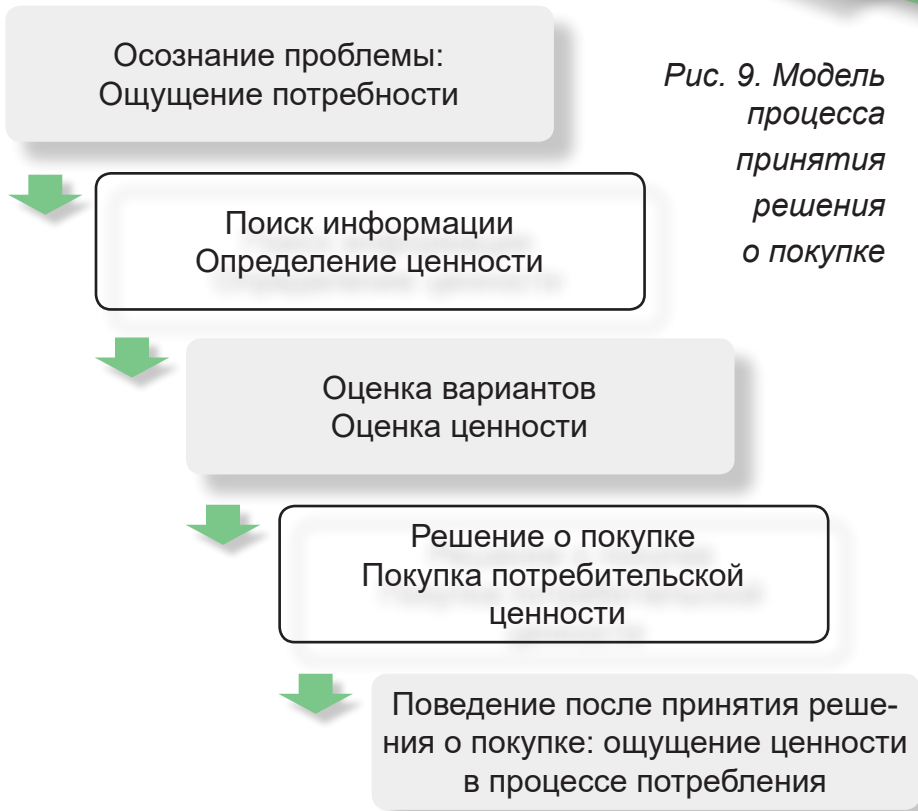 Осознание проблемы:
Ощущение потребности
Рис. 9. Модель
процесса
принятия
решения
о покупке
Поиск информации
Определение ценности
Оценка вариантов
Оценка ценности
Решение о покупке
Покупка потребительской
ценности
Поведение после принятия реше-
ния о покупке: ощущение ценности
в процессе потребления